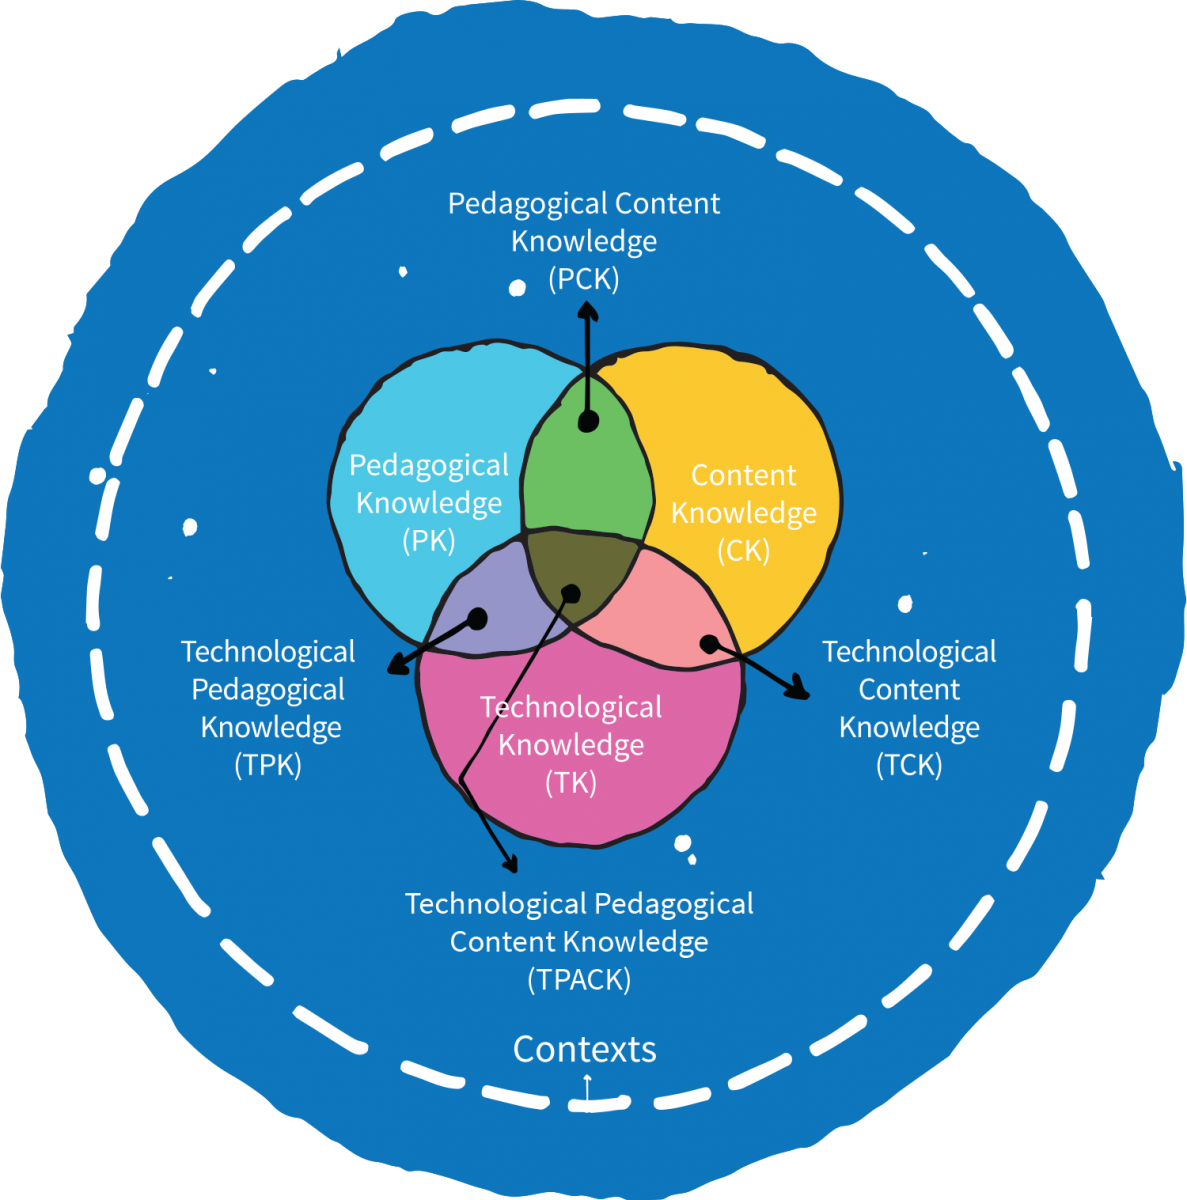 Pedagogical Content
Knowledge
(PCK)
Pedagogical
Knowledge
(PK)
Content
Knowledge
(CK)
Technological
Pedagogical
Knowledge
(TPK)
Technological
Knowledge
(TK)
Technological
Content
Knowledge
(TCK)
Technological Pedagogical
Content Knowledge
(TPACK)
Contexts